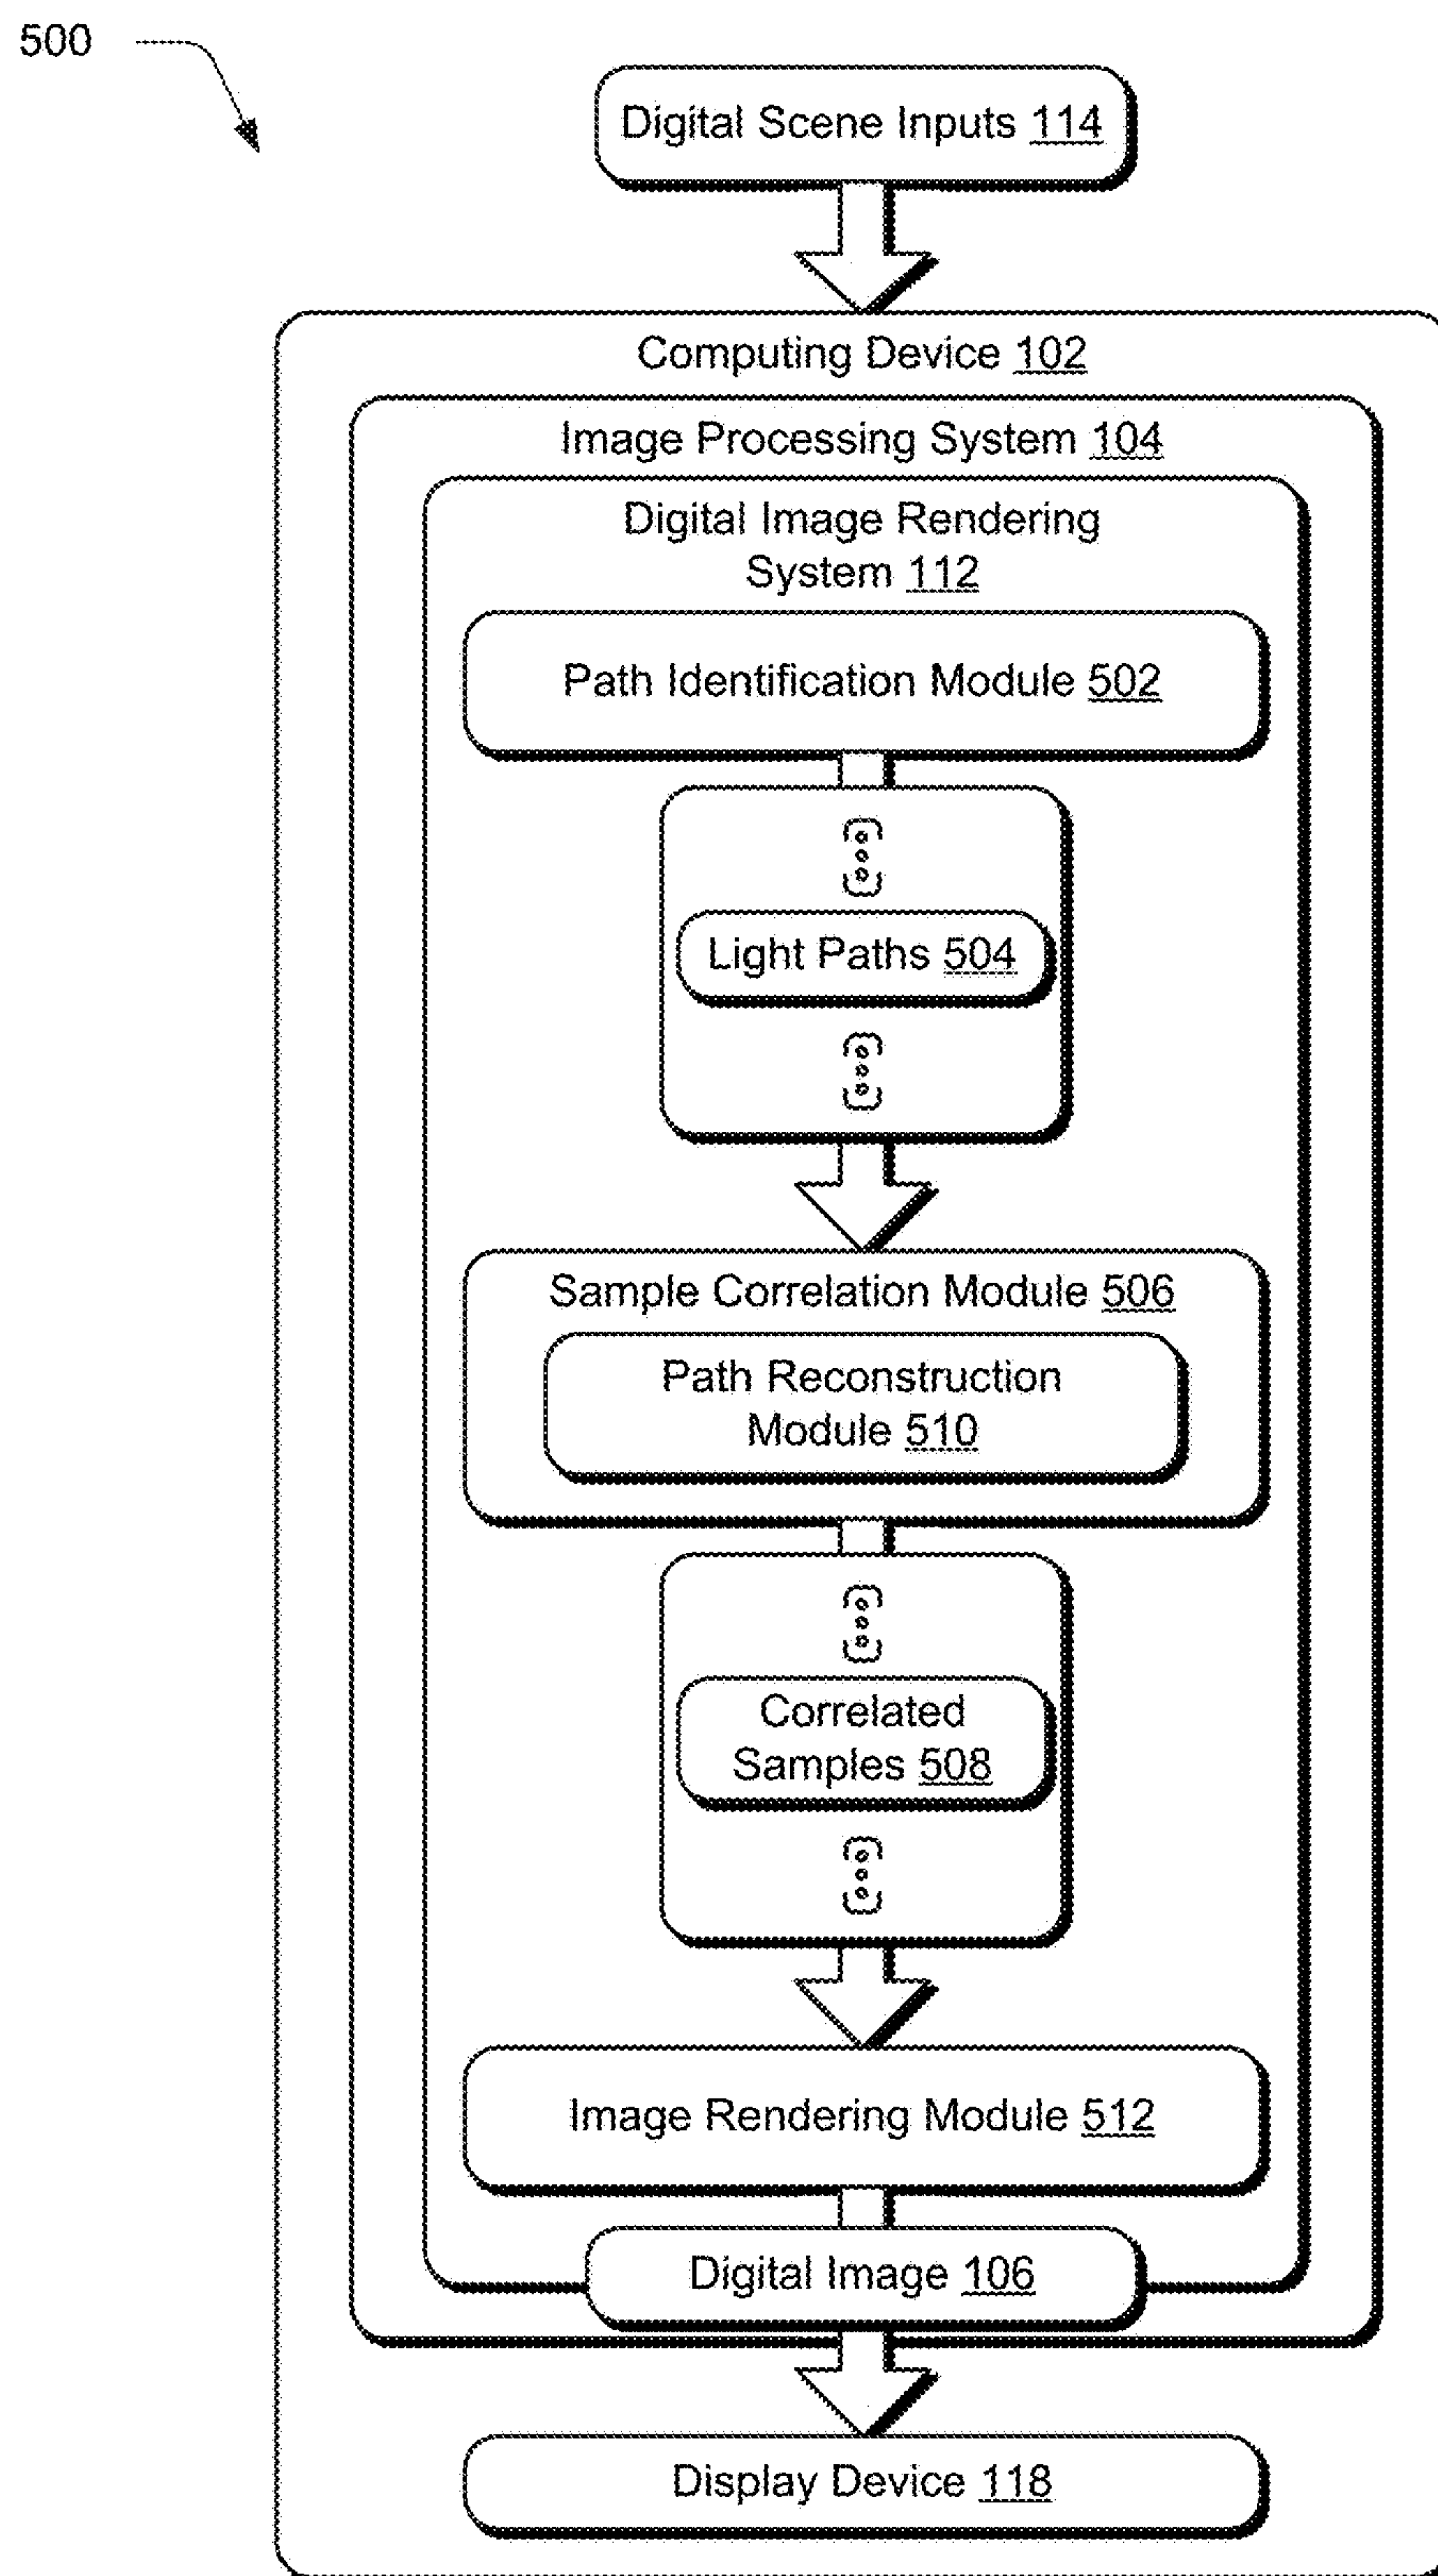 500
Digital Scene Inputs 114
Computing Device 102
Image Processing System 104
Digital Image Rendering
System 112
Path Identification Module 502
Light Paths 504
Sample Correlation Module 506
Path Reconstruction
Module 510
Correlated
Samples 508
Image Rendering Module 512
Digital Image 106
Display Device 118